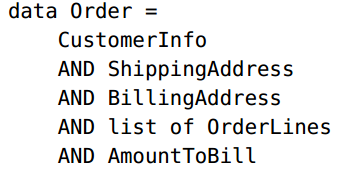 data Order =
CustomerInfo
AND ShippingAddress
AND BillingAddress
AND list of OrderLines
AND AmountToBill